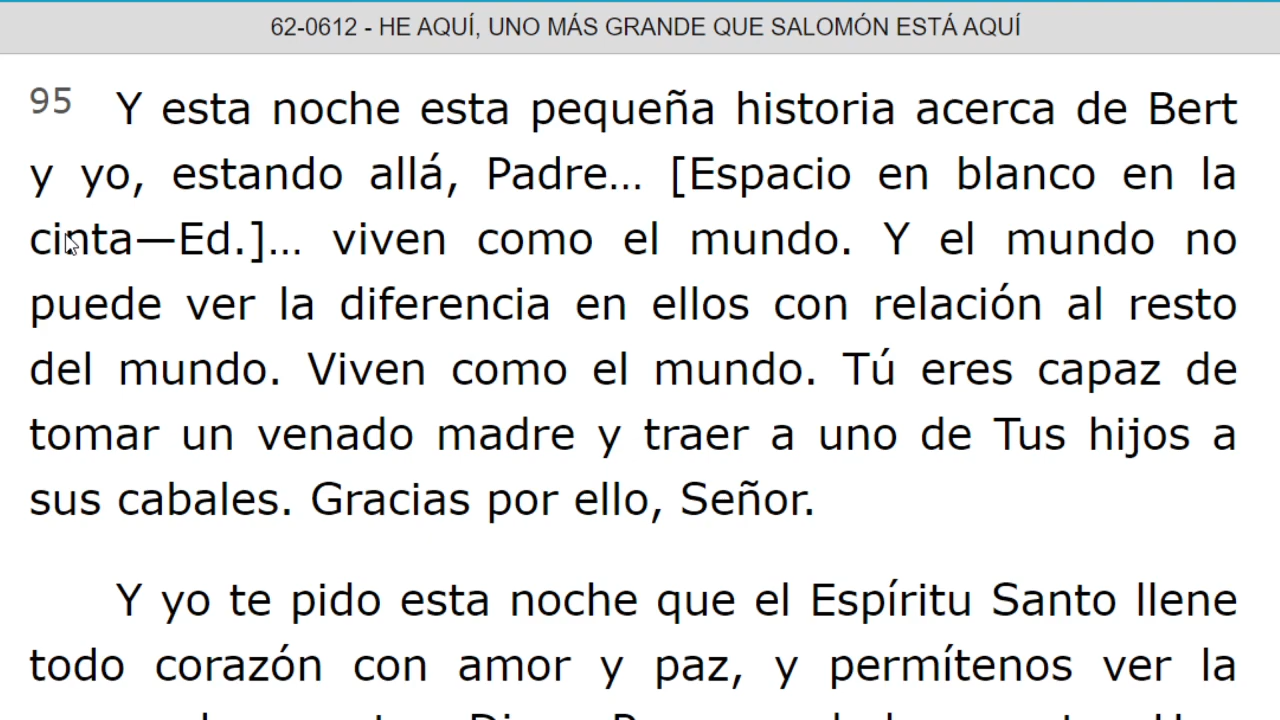 62-0612 - HE AQUÍ, UNO MÁS GRANDE QUE SALOMÓN ESTÁ AQUÍ
95 Y esta noche esta pequeña historia acerca de Bert
y yo, estando allá, Padre… [Espacio en blanco en la
cinta—Ed.]… viven como el mundo. Y el mundo no
puede ver la diferencia en ellos con relación al resto
del mundo. Viven como el mundo. Tú eres capaz de
tomar un venado madre y traer a uno de Tus hijos a
sus cabales. Gracias por ello, Señor.
Y yo te pido esta noche que el Espíritu Santo llene
todo corazón con amor y paz, y permítenos ver la